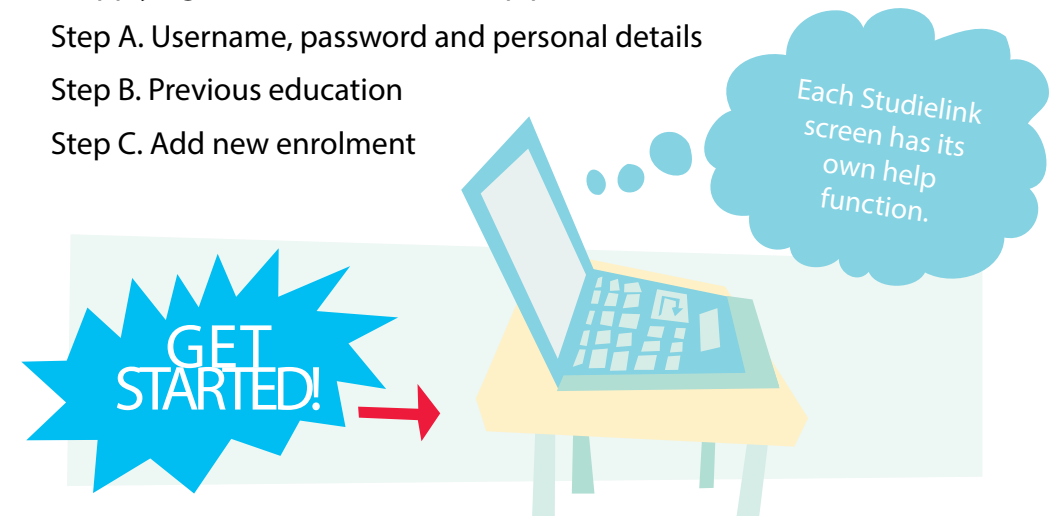 Step A. Username, password and personal details
Step B. Previous education
Step C. Add new enrolment
Each Studielink
screen has its
own help
function.
GET
STARTED!